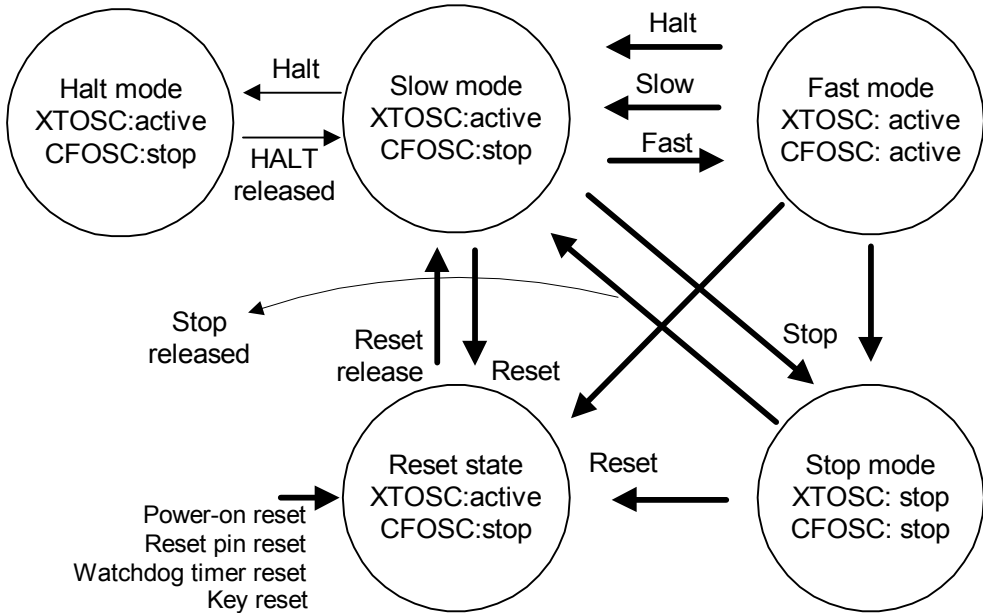 Halt mode
XTOSC:active
CFOSC:stop
Halt
HALT
released
Slow mode
XTOSC:active
CFOSC:stop
Halt
Slow
Fast
Fast mode
XTOSC: active
CFOSC: active
Stop
released
Reset
release
Reset
Stop
Reset state
XTOSC:active
CFOSC:stop
Reset
Stop mode
XTOSC: stop
CFOSC: stop
Power-on reset
Reset pin reset
Watchdog timer reset
Key reset